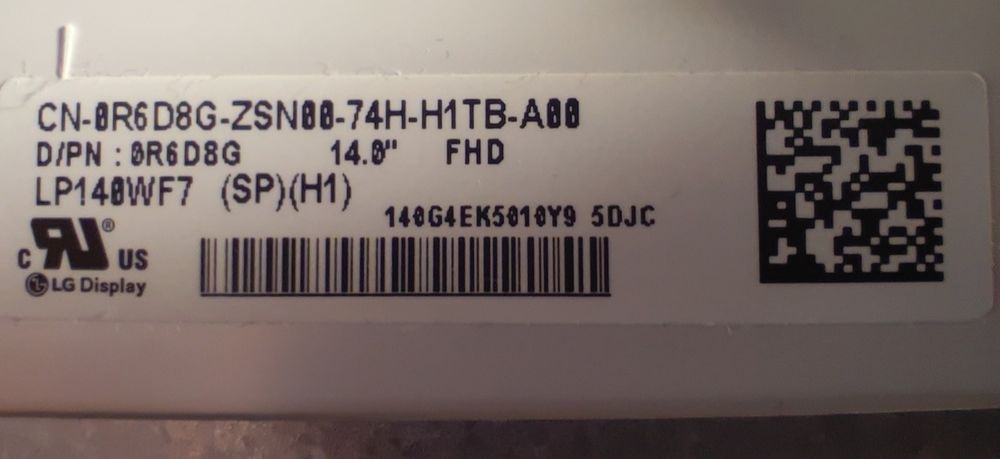 CN-0R6D8G-ZSN00-74H-H1TB-A00
D/PN : 0R6D8G 14.0" FHD
LP140WF7 (SP)(H1)
140G4EK5010Y9 5DJC
C RU ® US
LG Display